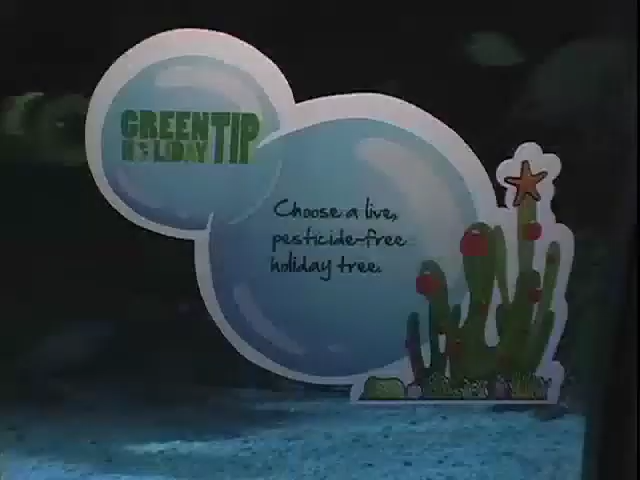 GREEN TIP
HOLIDAY
Choose a live,
pesticide-free
holiday tree.